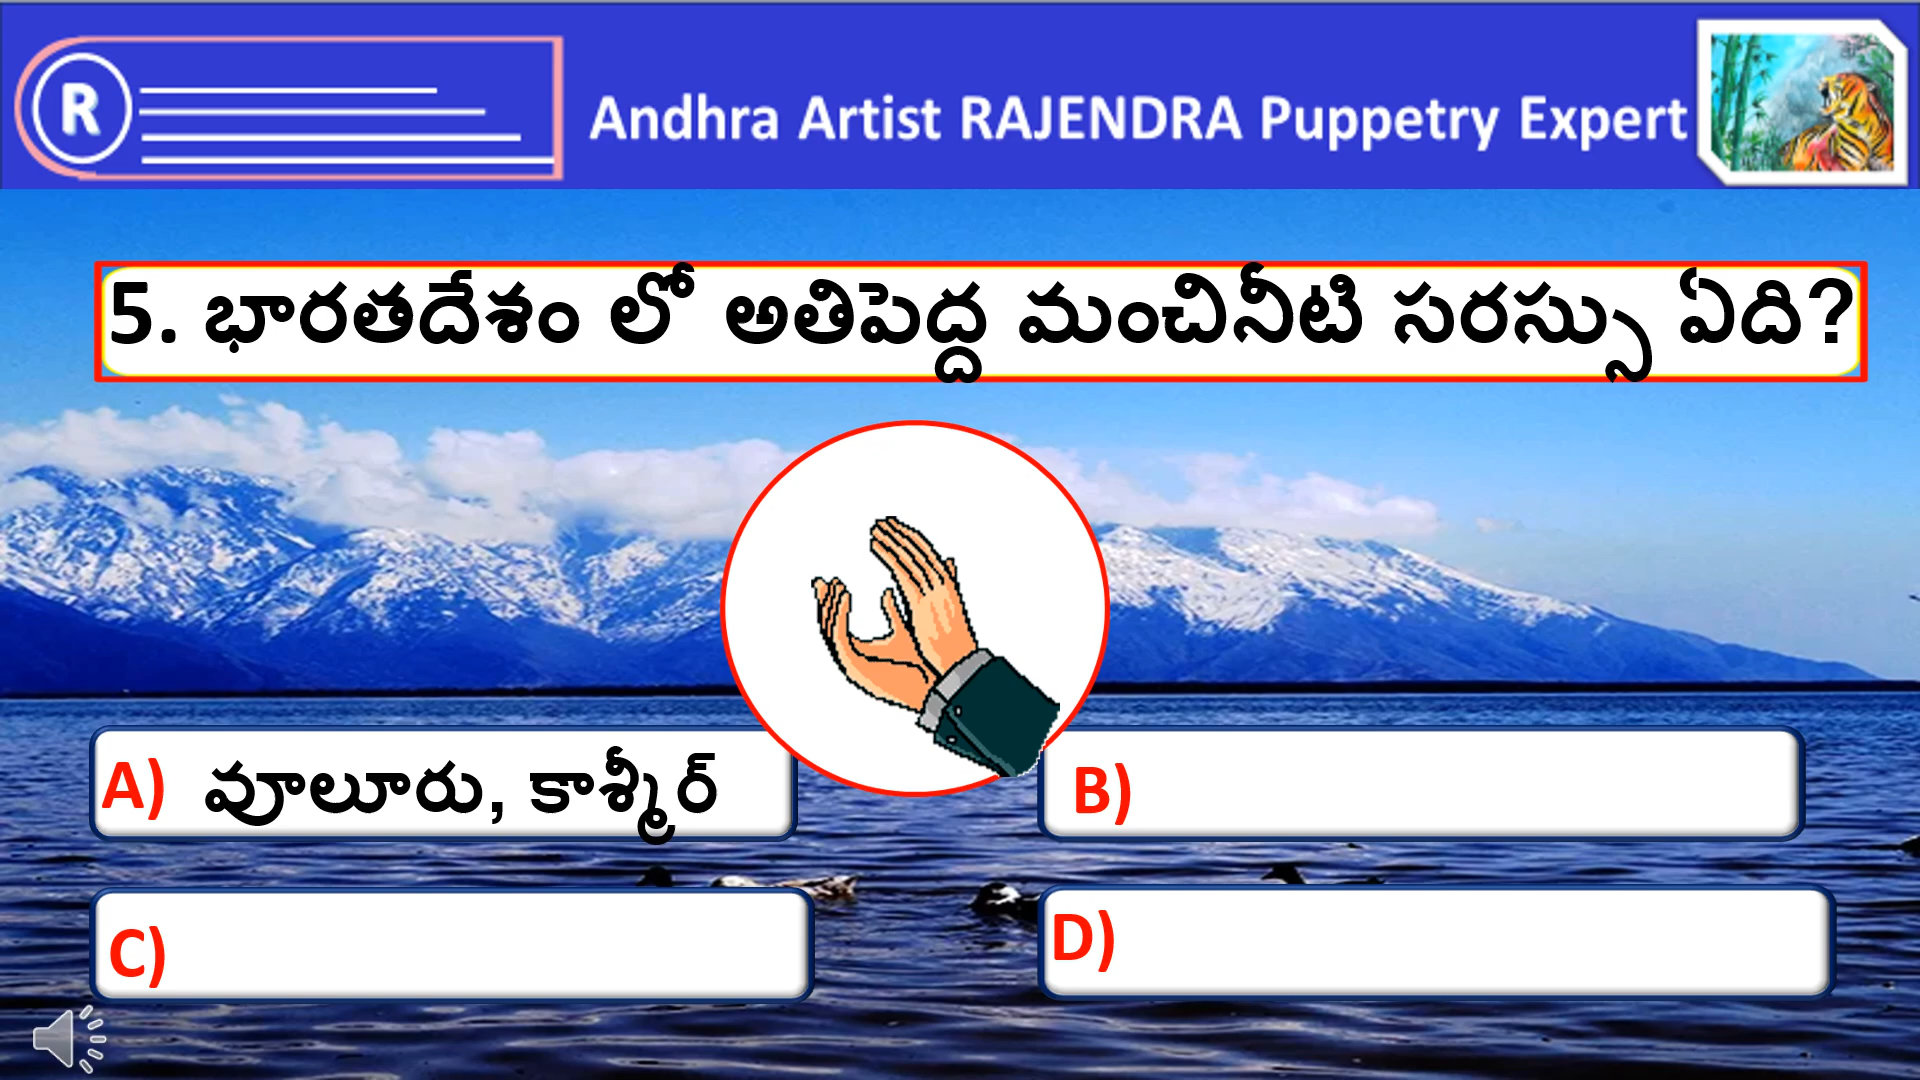 R
Andhra Artist RAJENDRA Puppetry Expert
5. భారతదేశం లో అతిపెద్ద మంచినీటి సరస్సు ఏది?
A) వూలూరు, కాశ్మీర్
B)
C)
D)